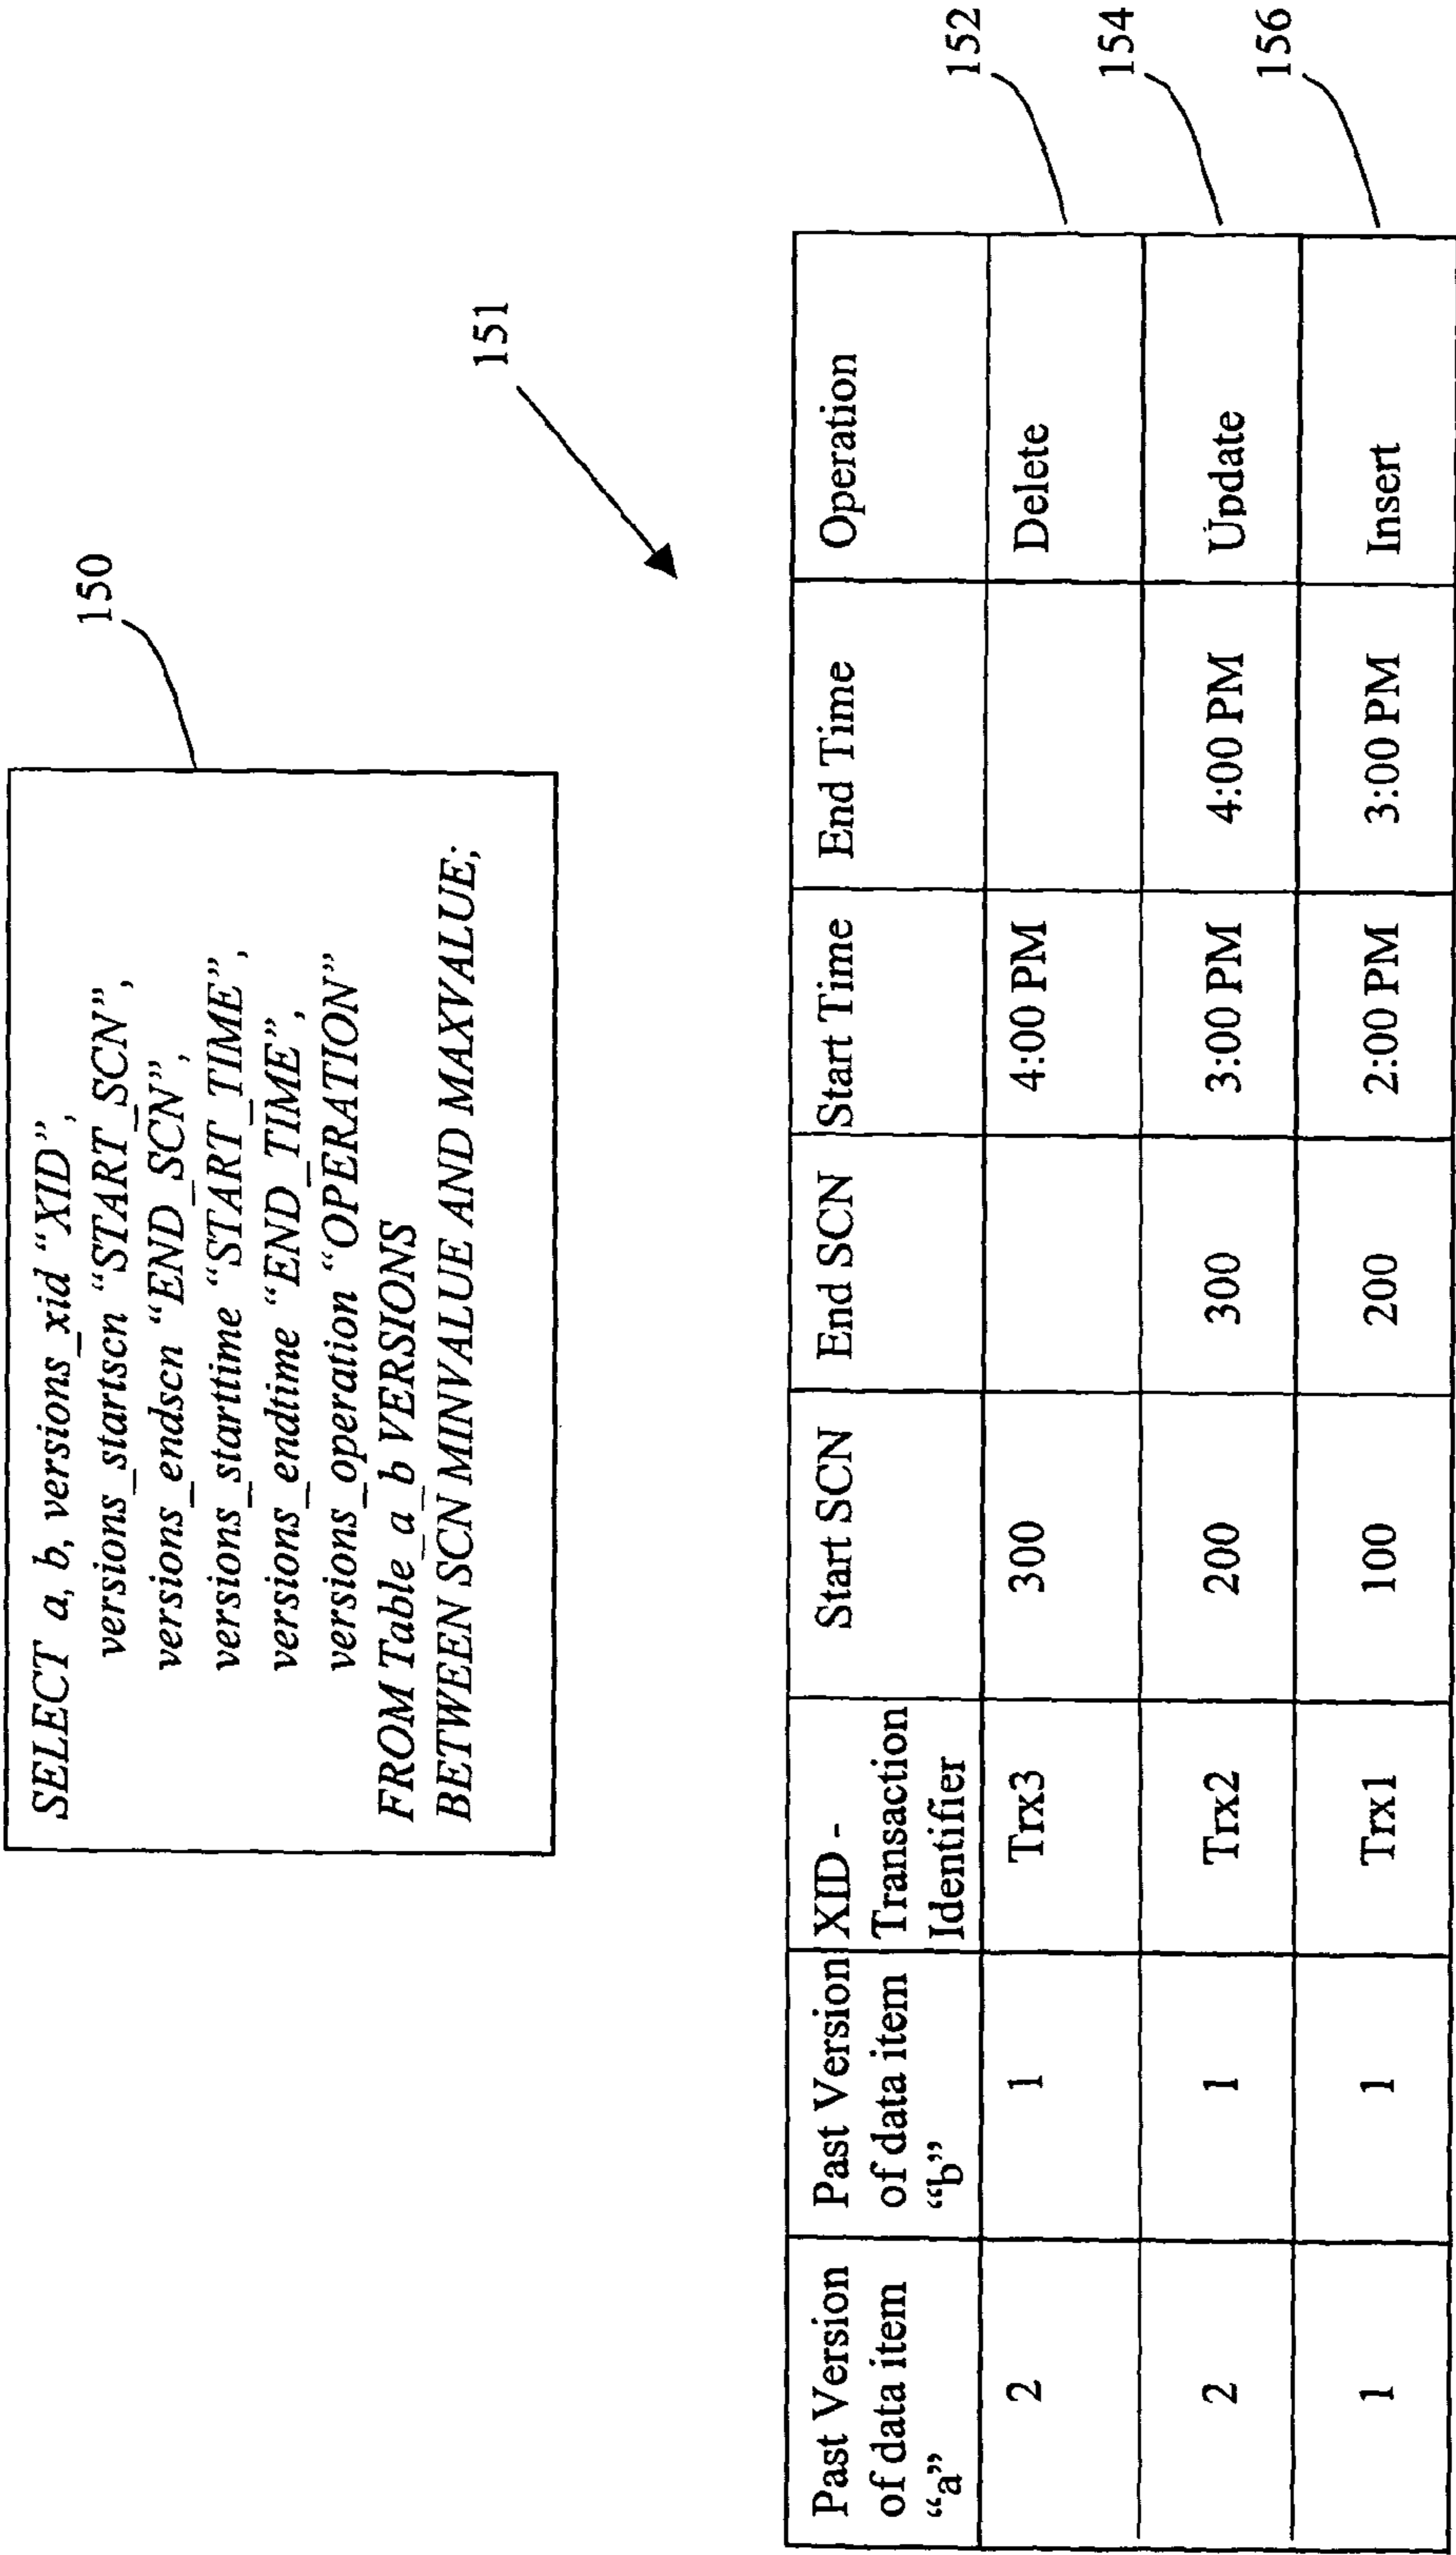 150
SELECT a, b, versions_xid “XID”,
versions_startscn “START_SCN”,
versions_endscn “END_SCN”,
versions_starttime “START_TIME”,
versions_endtime “END_TIME”,
versions_operation “OPERATION”
FROM Table_a_b VERSIONS
BETWEEN SCN MINVALUE AND MAXVALUE;
151
Past Version of data item “a”
Past Version of data item “b”
XID - Transaction Identifier
Start SCN
End SCN
Start Time
End Time
Operation
2 1 Trx3 300 4:00 PM Delete 152
2 1 Trx2 200 300 3:00 PM 4:00 PM Update 154
1 1 Trx1 100 200 2:00 PM 3:00 PM Insert 156